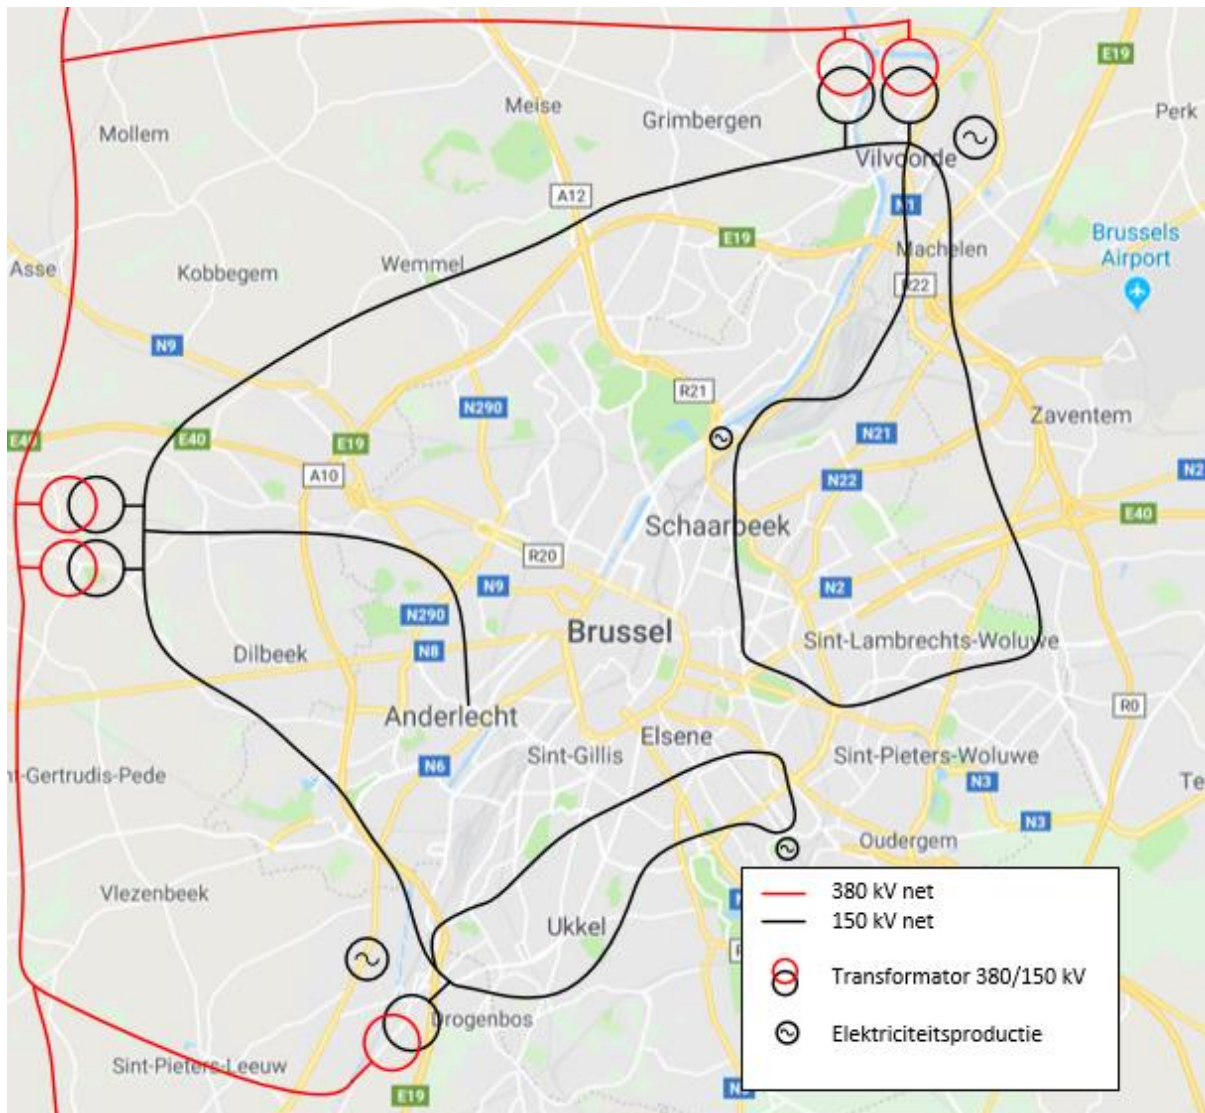 E19
Meise
Grimbergen
Perk
Mollem
Vilvoorde
A12
N1
E19
Brussels
Airport
Machelen
Asse
Kobbegem
Wemmel
R22
N9
R21
N290
Zaventem
E40
E40
E19
N21
A10
N22
E40
Schaarbeek
R20
N9
N2
N290
Brussel
N8
Dilbeek
Sint-Lambrechts-Woluwe
R0
Anderlecht
Elsene
Sint-Gillis
Sint-Pieters-Woluwe
nt-Gertrudis-Pede
N6
N3
Te
N3
Oudergem
Vlezenbeek
Ukkel
380 kV net
150 kV net
Transformator 380/150 kV
Drogenbos
Elektriciteitsproductie
Sint-Pieters-Leeuw
E19